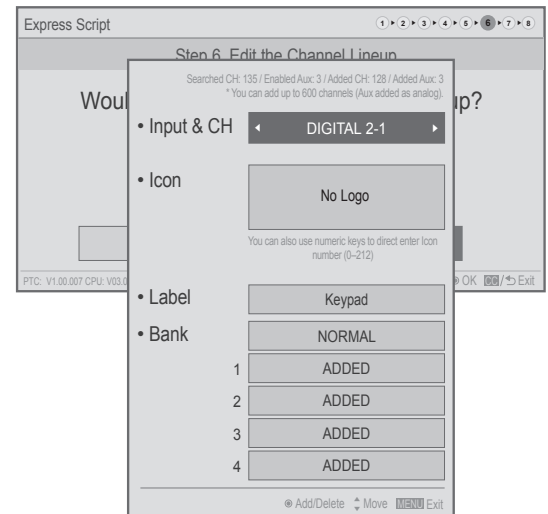 Express Script
1 2 3 4 5 6 7 8
Step 6. Edit the Channel Lineup
Searched CH: 135 / Enabled Aux: 3 / Added CH: 128 / Added Aux: 3
* You can add up to 600 channels (Aux added as analog).
Woul up?
• Input & CH DIGITAL 2-1
• Icon
No Logo
You can also use numeric keys to direct enter Icon
number (0–212)
PTC: V1.00.007 CPU: V03.0 OK CC/ Exit
• Label Keypad
• Bank NORMAL
1 ADDED
2 ADDED
3 ADDED
4 ADDED
Add/Delete Move MENU Exit